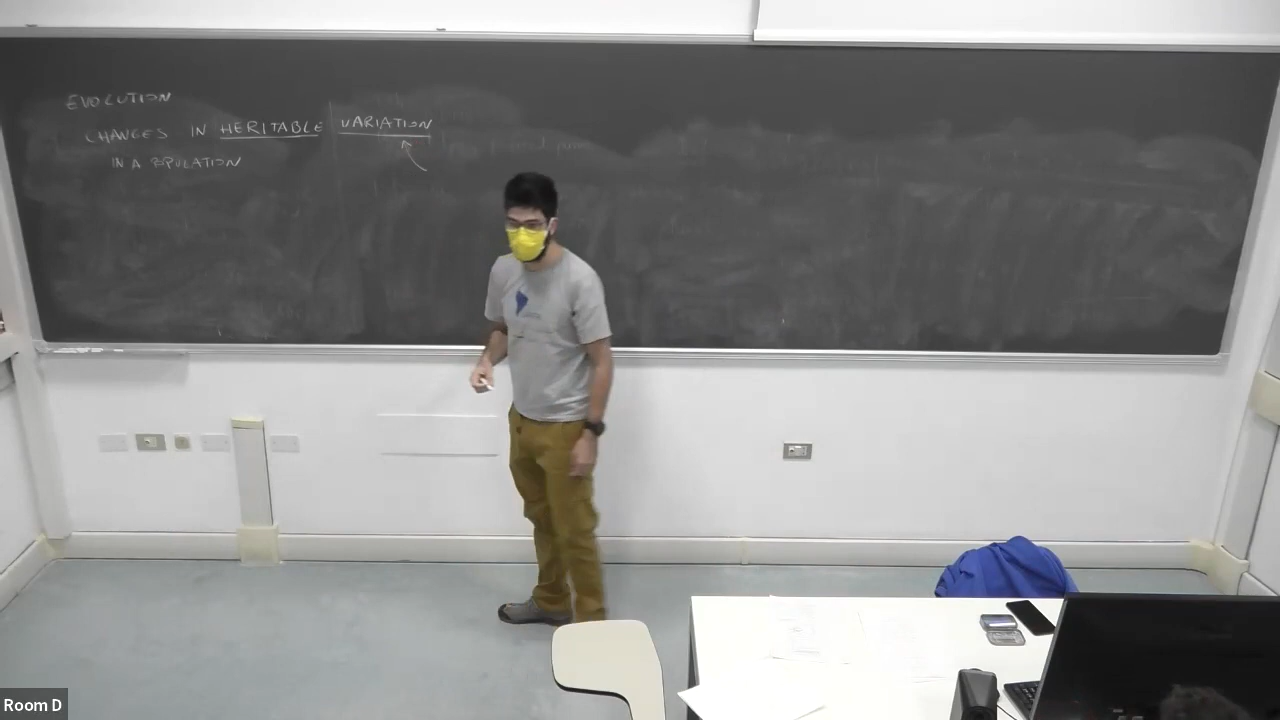 EVOLUTION
CHANGES IN HERITABLE VARIATION
IN A POPULATION
Room D